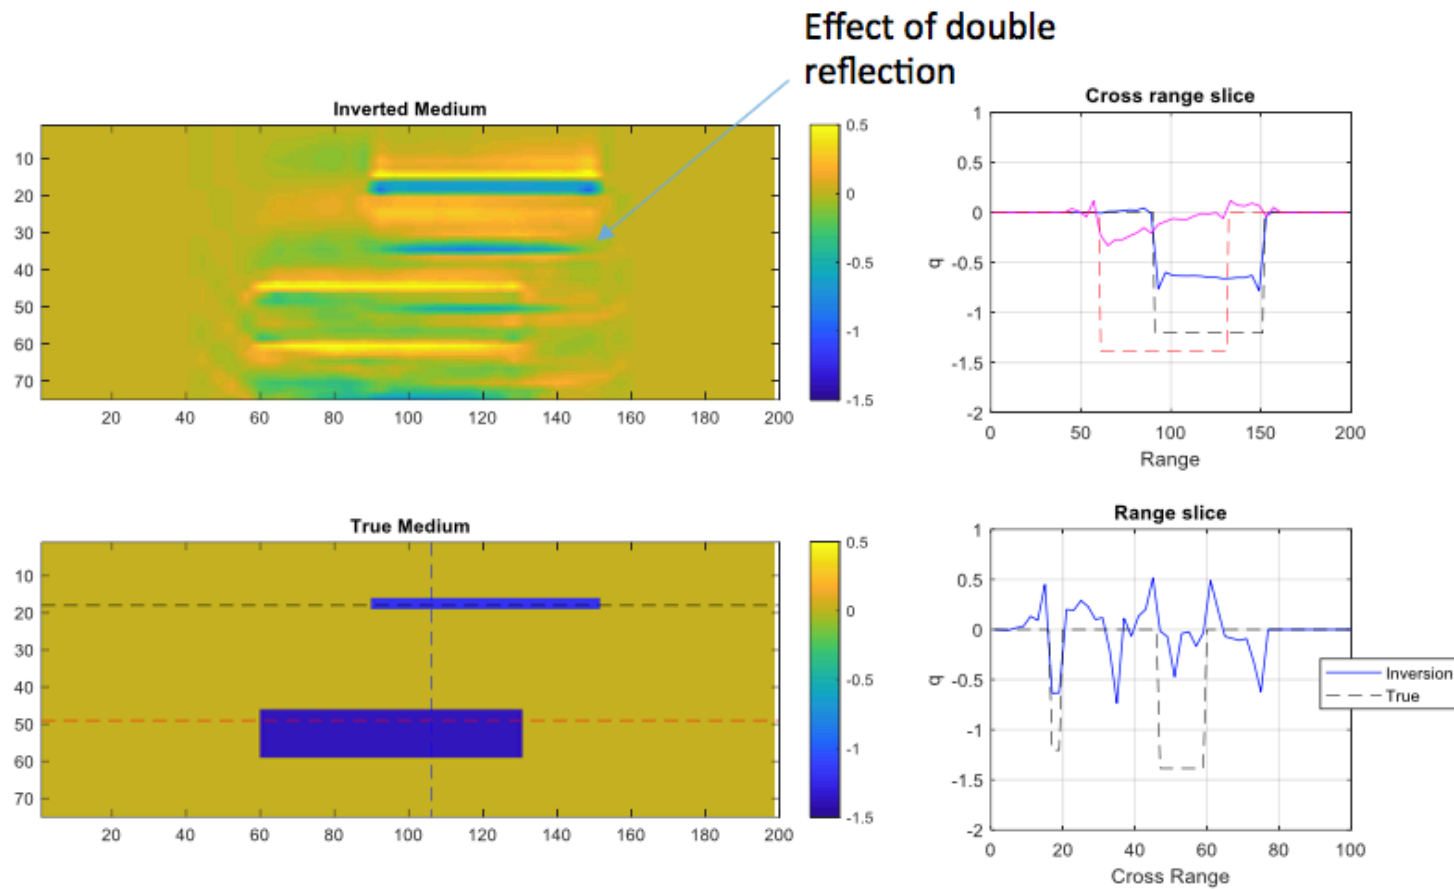 Effect of double
reflection
Inverted Medium
10
20
30
40
50
60
70
20 40 60 80 100 120 140 160 180 200
0.5
0
-0.5
-1
-1.5
Cross range slice
1
0.5
0
-0.5
-1
-1.5
-2
q
0 50 100 150 200
Range
True Medium
10
20
30
40
50
60
70
20 40 60 80 100 120 140 160 180 200
0.5
0
-0.5
-1
-1.5
Range slice
1
0.5
0
-0.5
-1
-1.5
-2
q
0 20 40 60 80 100
Cross Range
Inversion
True